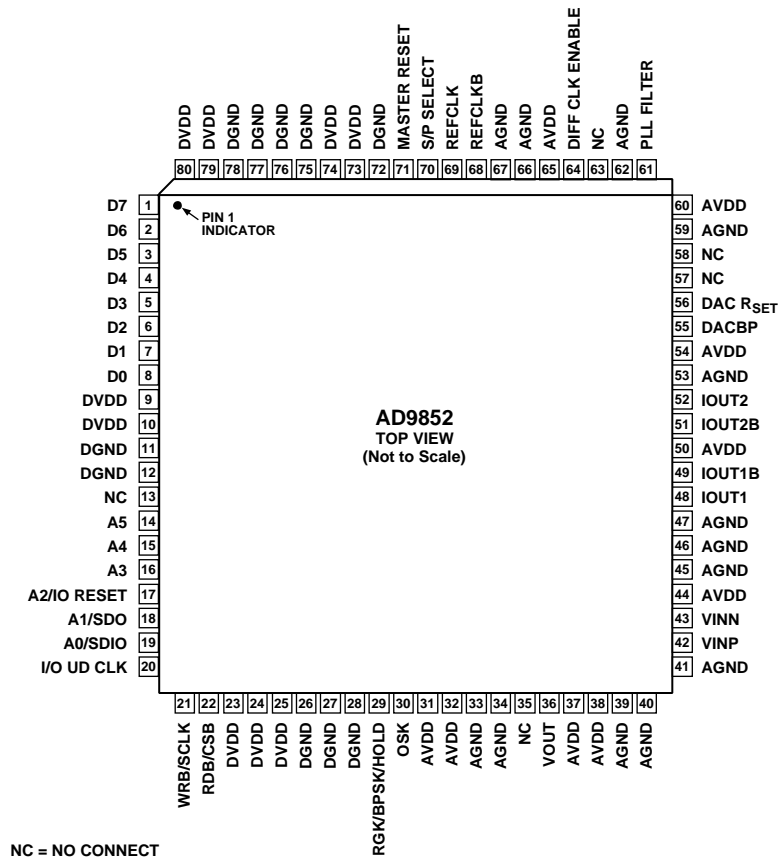 DVDD
DVDD
DGND
DGND
DGND
DGND
DVDD
DVDD
DGND
MASTER RESET
S/P SELECT
REFCLK
REFCLKB
AGND
AGND
AVDD
DIFF CLK ENABLE
NC
AGND
PLL FILTER
80 79 78 77 76 75 74 73 72 71 70 69 68 67 66 65 64 63 62 61
D7 1
D6 2
D5 3
D4 4
D3 5
D2 6
D1 7
D0 8
DVDD 9
DVDD 10
DGND 11
DGND 12
NC 13
A5 14
A4 15
A3 16
A2/IO RESET 17
A1/SDO 18
A0/SDIO 19
I/O UD CLK 20
PIN 1
INDICATOR
AD9852
TOP VIEW
(Not to Scale)
60 AVDD
59 AGND
58 NC
57 NC
56 DAC RSET
55 DACBP
54 AVDD
53 AGND
52 IOUT2
51 IOUT2B
50 AVDD
49 IOUT1B
48 IOUT1
47 AGND
46 AGND
45 AGND
44 AVDD
43 VINN
42 VINP
41 AGND
21 22 23 24 25 26 27 28 29 30 31 32 33 34 35 36 37 38 39 40
WRB/SCLK
RDB/CSB
DVDD
DVDD
DVDD
DGND
DGND
DGND
RGK/BPSK/HOLD
OSK
AVDD
AVDD
AGND
AGND
NC
VOUT
AVDD
AVDD
AGND
AGND
NC = NO CONNECT